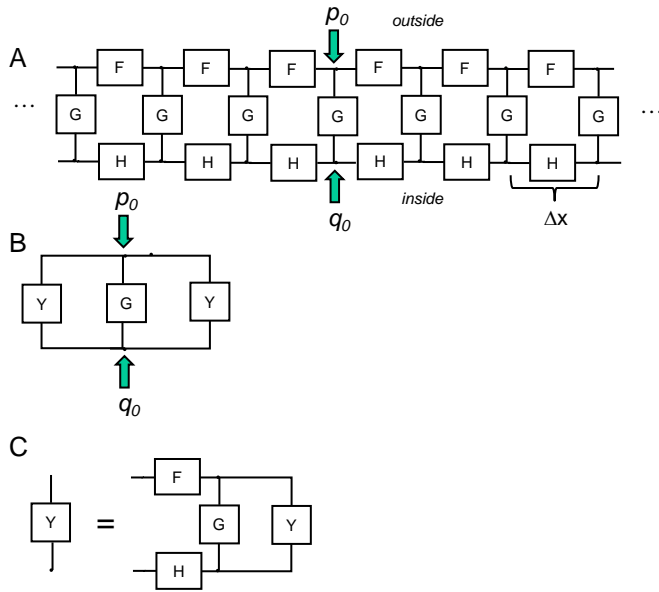 p0
outside
A
F F F F F F
... G G G G G G G ...
H H H H H H
p0
inside
q0
Δx
B
Y G Y
q0
C
F
Y = G Y
H